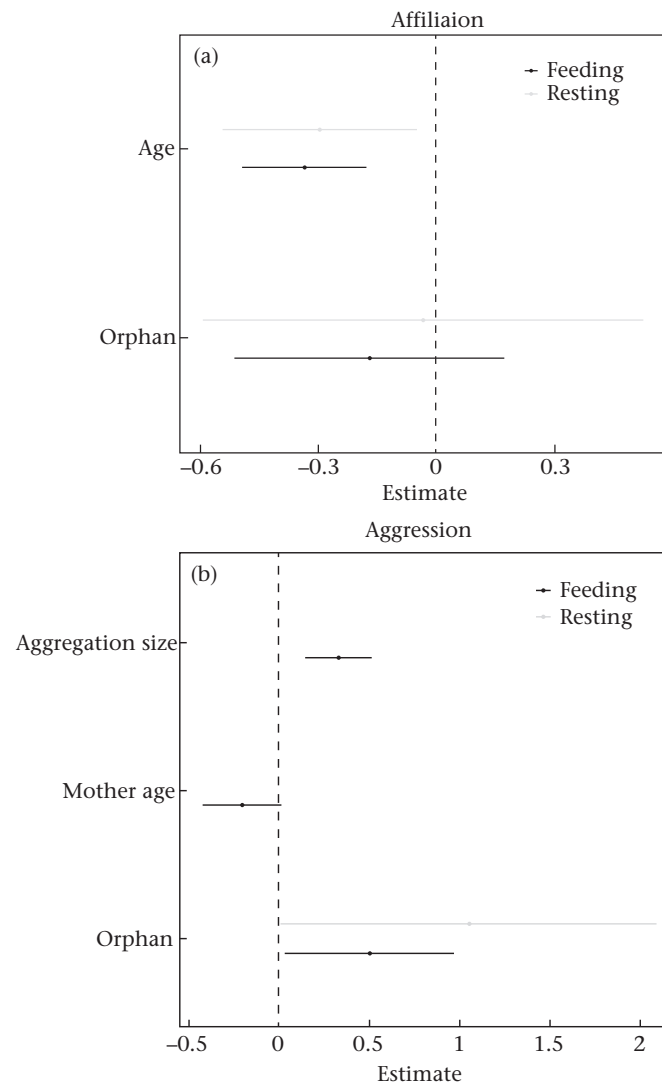 Affiliaion
(a)
Feeding
Resting
Age
Orphan
–0.6 –0.3 0 0.3
Estimate
Aggression
(b)
Feeding
Resting
Aggregation size
Mother age
Orphan
–0.5 0 0.5 1 1.5 2
Estimate